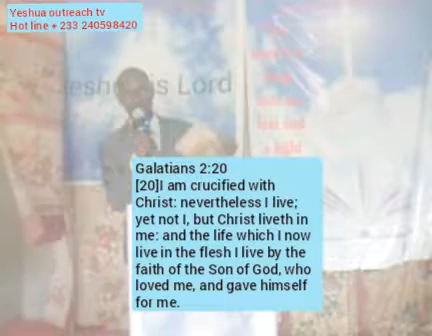 Yeshua outreach tv
Hot line + 233 240598420
is Lord
Galatians 2:20
[20]I am crucified with
Christ: nevertheless I live;
yet not I, but Christ liveth in
me: and the life which I now
live in the flesh I live by the
faith of the Son of God, who
loved me, and gave himself
for me.